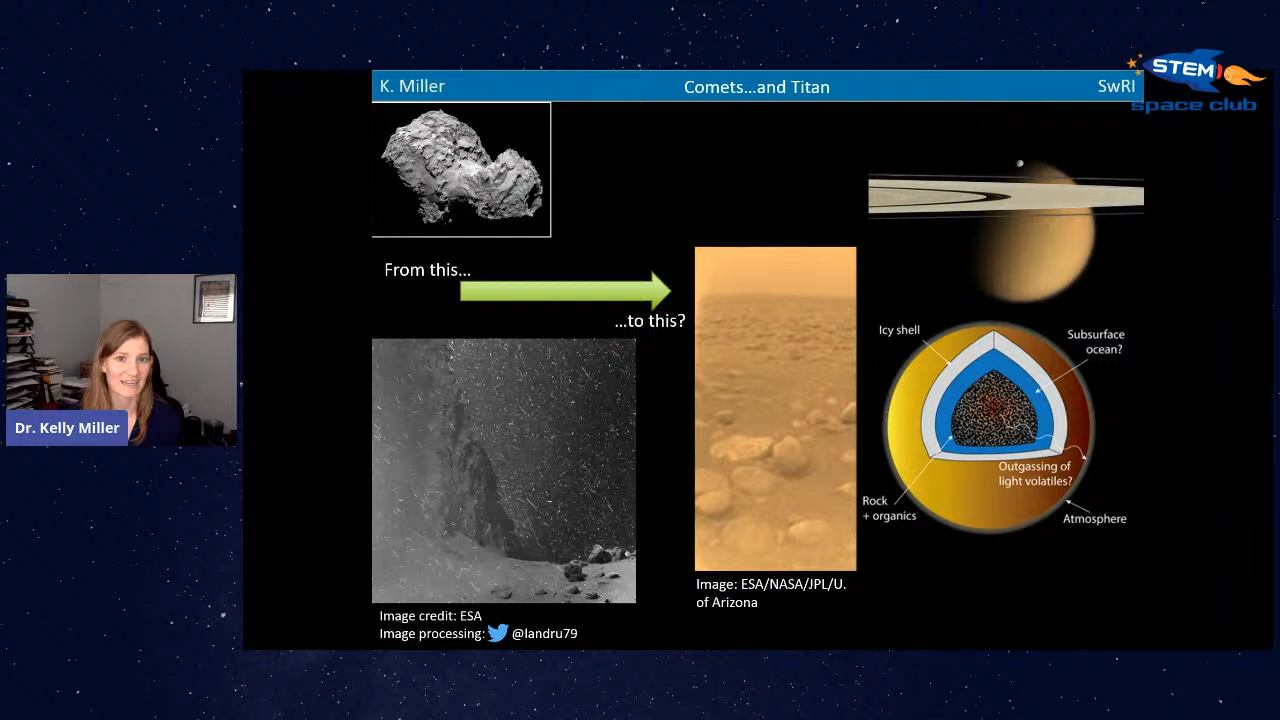 K. Miller
Comets...and Titan
SwRI
STEM
space club
From this...
...to this?
Icy shell
Subsurface
ocean?
Outgassing of
light volatiles?
Rock
+ organics
Atmosphere
Dr. Kelly Miller
Image: ESA/NASA/JPL/U.
of Arizona
Image credit: ESA
Image processing: @landru79